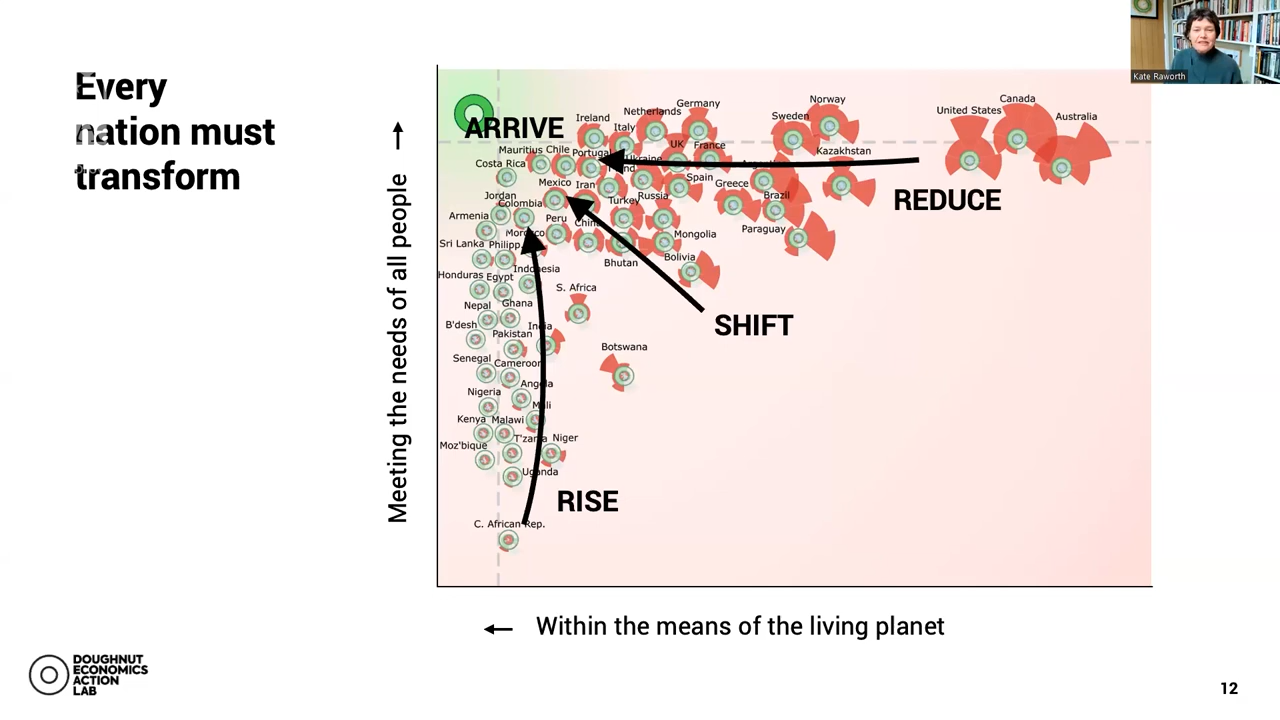 Every
nation must
transform
Kate Raworth
Meeting the needs of all people
ARRIVE
Ireland
Netherlands
Germany
Italy
Sweden
Norway
United States
Canada
Australia
Mauritius
Chile
Portugal
UK
France
Kazakhstan
Costa Rica
Ukraine
REDUCE
Mexico
Iran
Spain
Greece
Brazil
Jordan
Colombia
Turkey
Russia
Armenia
Peru
China
Paraguay
Morocco
Mongolia
Sri Lanka
Philipp.
Bhutan
Bolivia
Honduras
Egypt
Indonesia
S. Africa
Nepal
Ghana
SHIFT
B'desh
Pakistan
India
Botswana
Senegal
Cameroon
Nigeria
Angola
Kenya
Malawi
Mali
Moz'bique
T'zania
Niger
Uganda
RISE
C. African Rep.
Within the means of the living planet
DOUGHNUT
ECONOMICS
ACTION
LAB
12